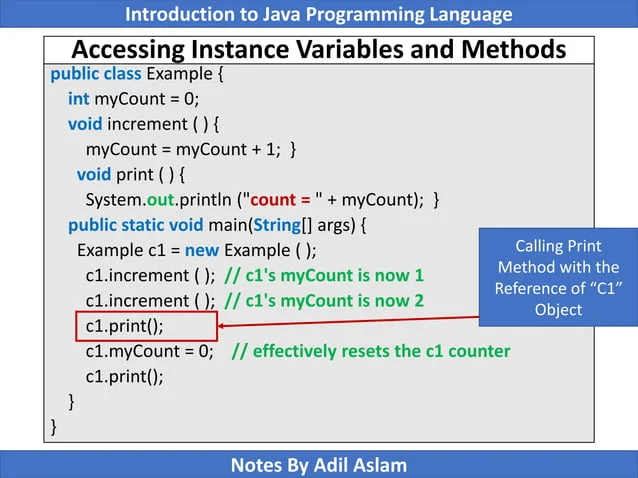 Introduction to Java Programming Language
Accessing Instance Variables and Methods
public class Example {
int myCount = 0;
void increment ( ) {
myCount = myCount + 1;  }
void print ( ) {
System.out.println ("count = " + myCount);  }
public static void main(String[] args) {
Example c1 = new Example ( );
c1.increment ( );  // c1's myCount is now 1
c1.increment ( );  // c1's myCount is now 2
c1.print();
c1.myCount = 0;   // effectively resets the c1 counter
c1.print();
}
}
Calling Print
Method with the
Reference of “C1”
Object
Notes By Adil Aslam